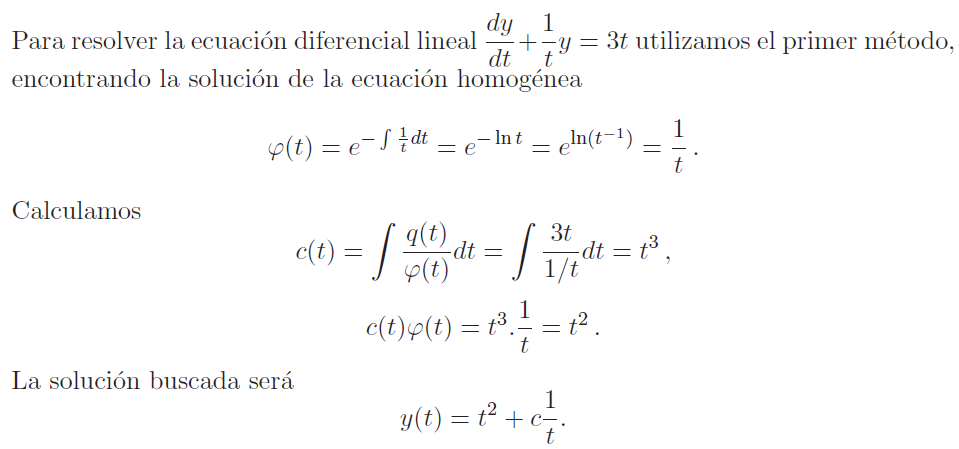 Para resolver la ecuación diferencial lineal $\frac{dy}{dt}+\frac{1}{t}y = 3t$ utilizamos el primer método,
encontrando la solución de la ecuación homogénea
$\varphi(t) = e^{-\int \frac{1}{t}dt} = e^{-\ln t} = e^{\ln(t^{-1})} = \frac{1}{t}\,.$
Calculamos
$c(t) = \int \frac{q(t)}{\varphi(t)}dt = \int \frac{3t}{1/t}dt = t^3\,,$
$c(t)\varphi(t) = t^3.\frac{1}{t} = t^2\,.$
La solución buscada será
$y(t) = t^2 + c\frac{1}{t}.$